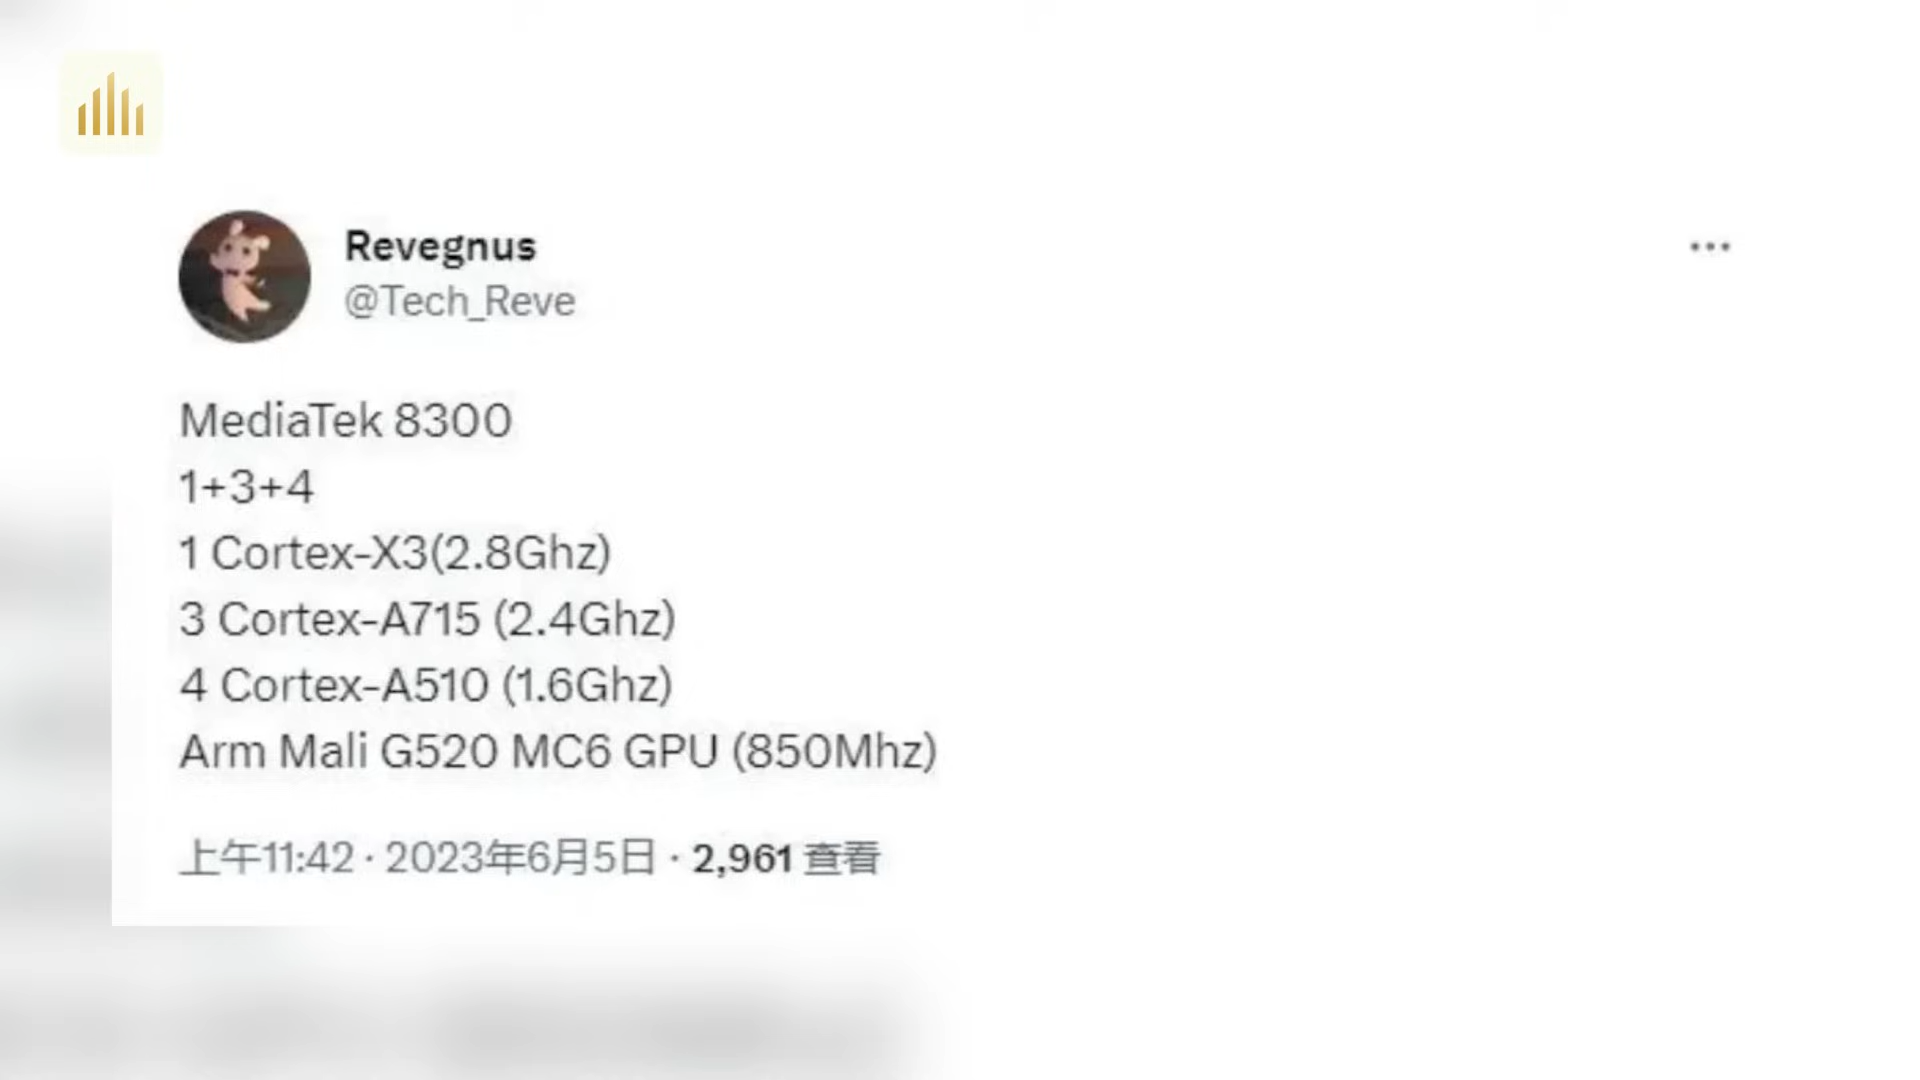 Revegnus
@Tech_Reve
MediaTek 8300
1+3+4
1 Cortex-X3(2.8Ghz)
3 Cortex-A715 (2.4Ghz)
4 Cortex-A510 (1.6Ghz)
Arm Mali G520 MC6 GPU (850Mhz)
上午11:42 · 2023年6月5日 · 2,961 查看